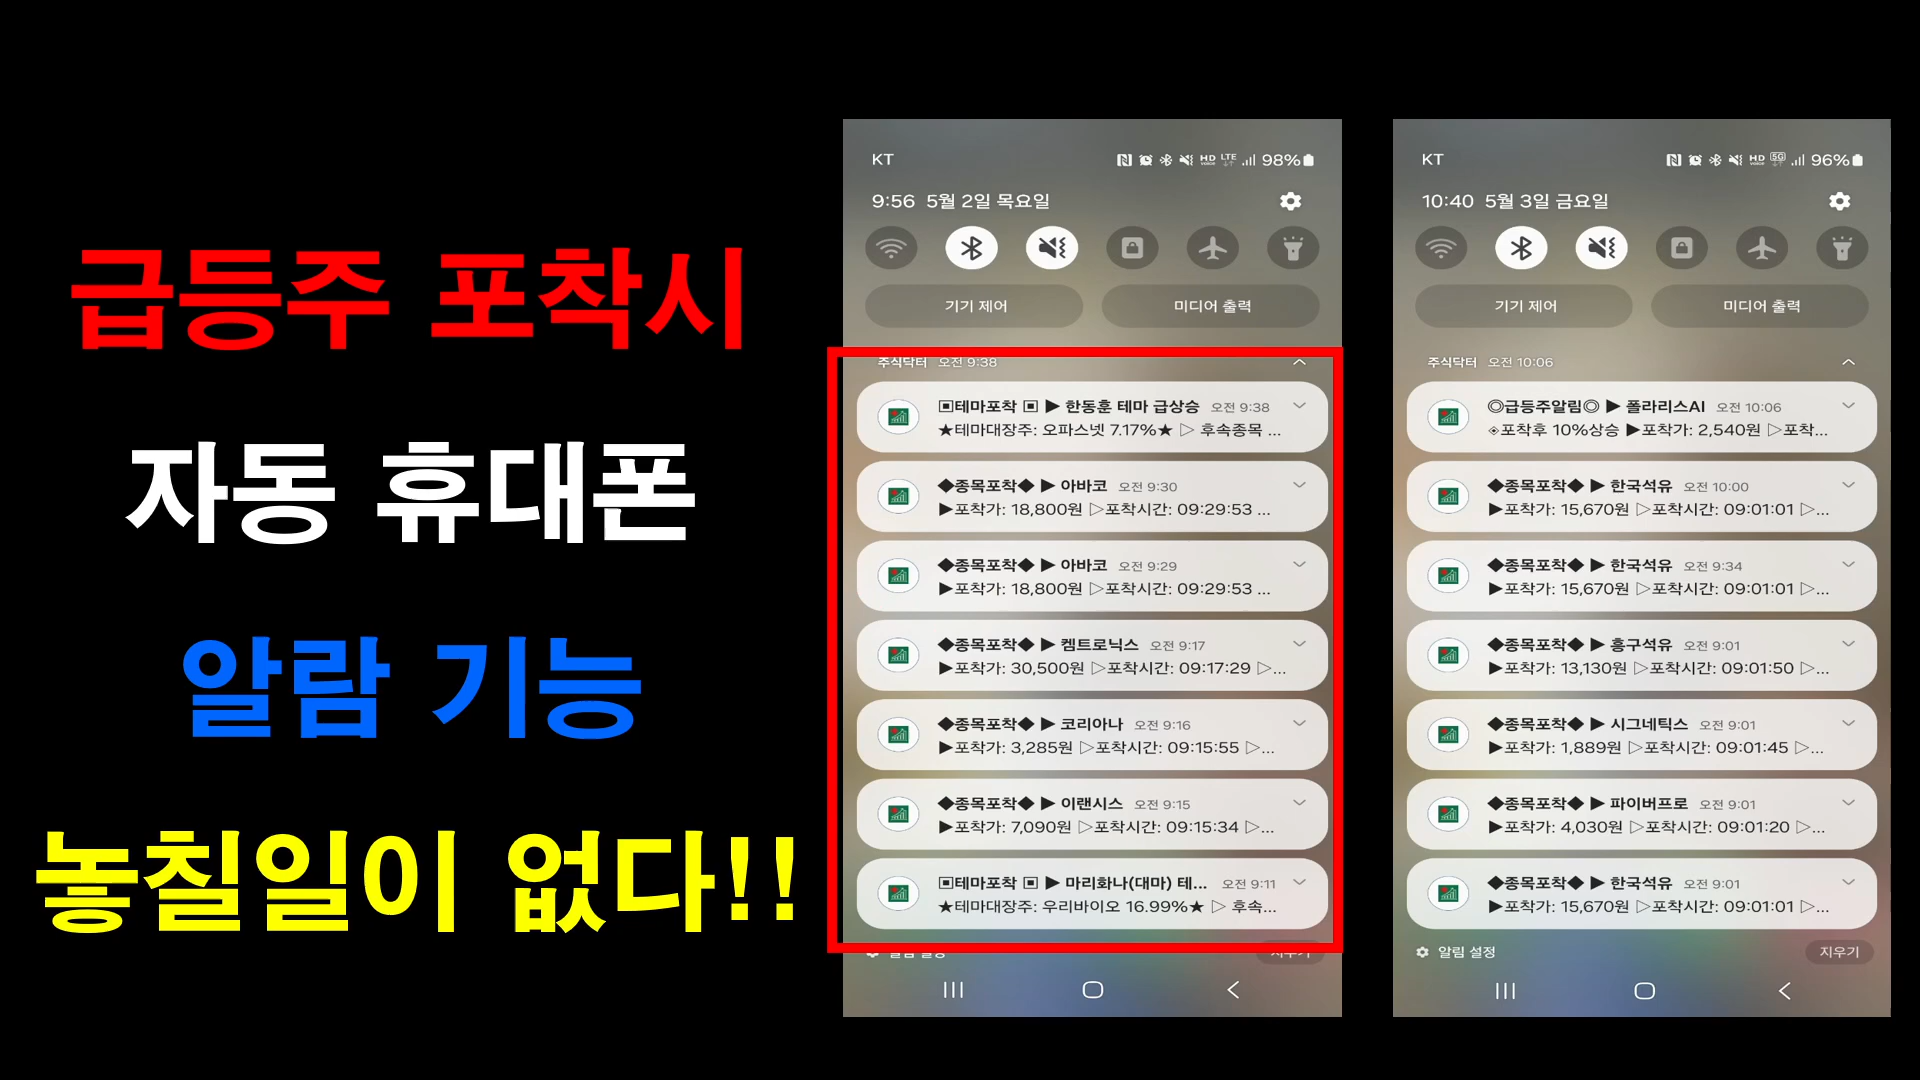 급등주 포착시
자동 휴대폰
알람 기능
놓칠일이 없다!!
KT
HD VOICE LTE 98%
9:56 5월 2일 목요일
기기 제어 미디어 출력
주식닥터 오전 9:38
▣테마포착 ▣ ▶ 한동훈 테마 급상승 오전 9:38
★테마대장주: 오파스넷 7.17%★ ▷ 후속종목 ...
◆종목포착◆ ▶ 아바코 오전 9:30
▶포착가: 18,800원 ▷포착시간: 09:29:53 ...
◆종목포착◆ ▶ 아바코 오전 9:29
▶포착가: 18,800원 ▷포착시간: 09:29:53 ...
◆종목포착◆ ▶ 켐트로닉스 오전 9:17
▶포착가: 30,500원 ▷포착시간: 09:17:29 ▷...
◆종목포착◆ ▶ 코리아나 오전 9:16
▶포착가: 3,285원 ▷포착시간: 09:15:55 ▷...
◆종목포착◆ ▶ 이랜시스 오전 9:15
▶포착가: 7,090원 ▷포착시간: 09:15:34 ▷...
▣테마포착 ▣ ▶ 마리화나(대마) 테... 오전 9:11
★테마대장주: 우리바이오 16.99%★ ▷ 후속...
KT
HD VOICE 5G 96%
10:40 5월 3일 금요일
기기 제어 미디어 출력
주식닥터 오전 10:06
◎급등주알림◎ ▶ 폴라리스AI 오전 10:06
◈포착후 10%상승 ▶포착가: 2,540원 ▷포착...
◆종목포착◆ ▶ 한국석유 오전 10:00
▶포착가: 15,670원 ▷포착시간: 09:01:01 ▷...
◆종목포착◆ ▶ 한국석유 오전 9:34
▶포착가: 15,670원 ▷포착시간: 09:01:01 ▷...
◆종목포착◆ ▶ 흥구석유 오전 9:01
▶포착가: 13,130원 ▷포착시간: 09:01:50 ▷...
◆종목포착◆ ▶ 시그네틱스 오전 9:01
▶포착가: 1,889원 ▷포착시간: 09:01:45 ▷...
◆종목포착◆ ▶ 파이버프로 오전 9:01
▶포착가: 4,030원 ▷포착시간: 09:01:20 ▷...
◆종목포착◆ ▶ 한국석유 오전 9:01
▶포착가: 15,670원 ▷포착시간: 09:01:01 ▷...
알림 설정 지우기